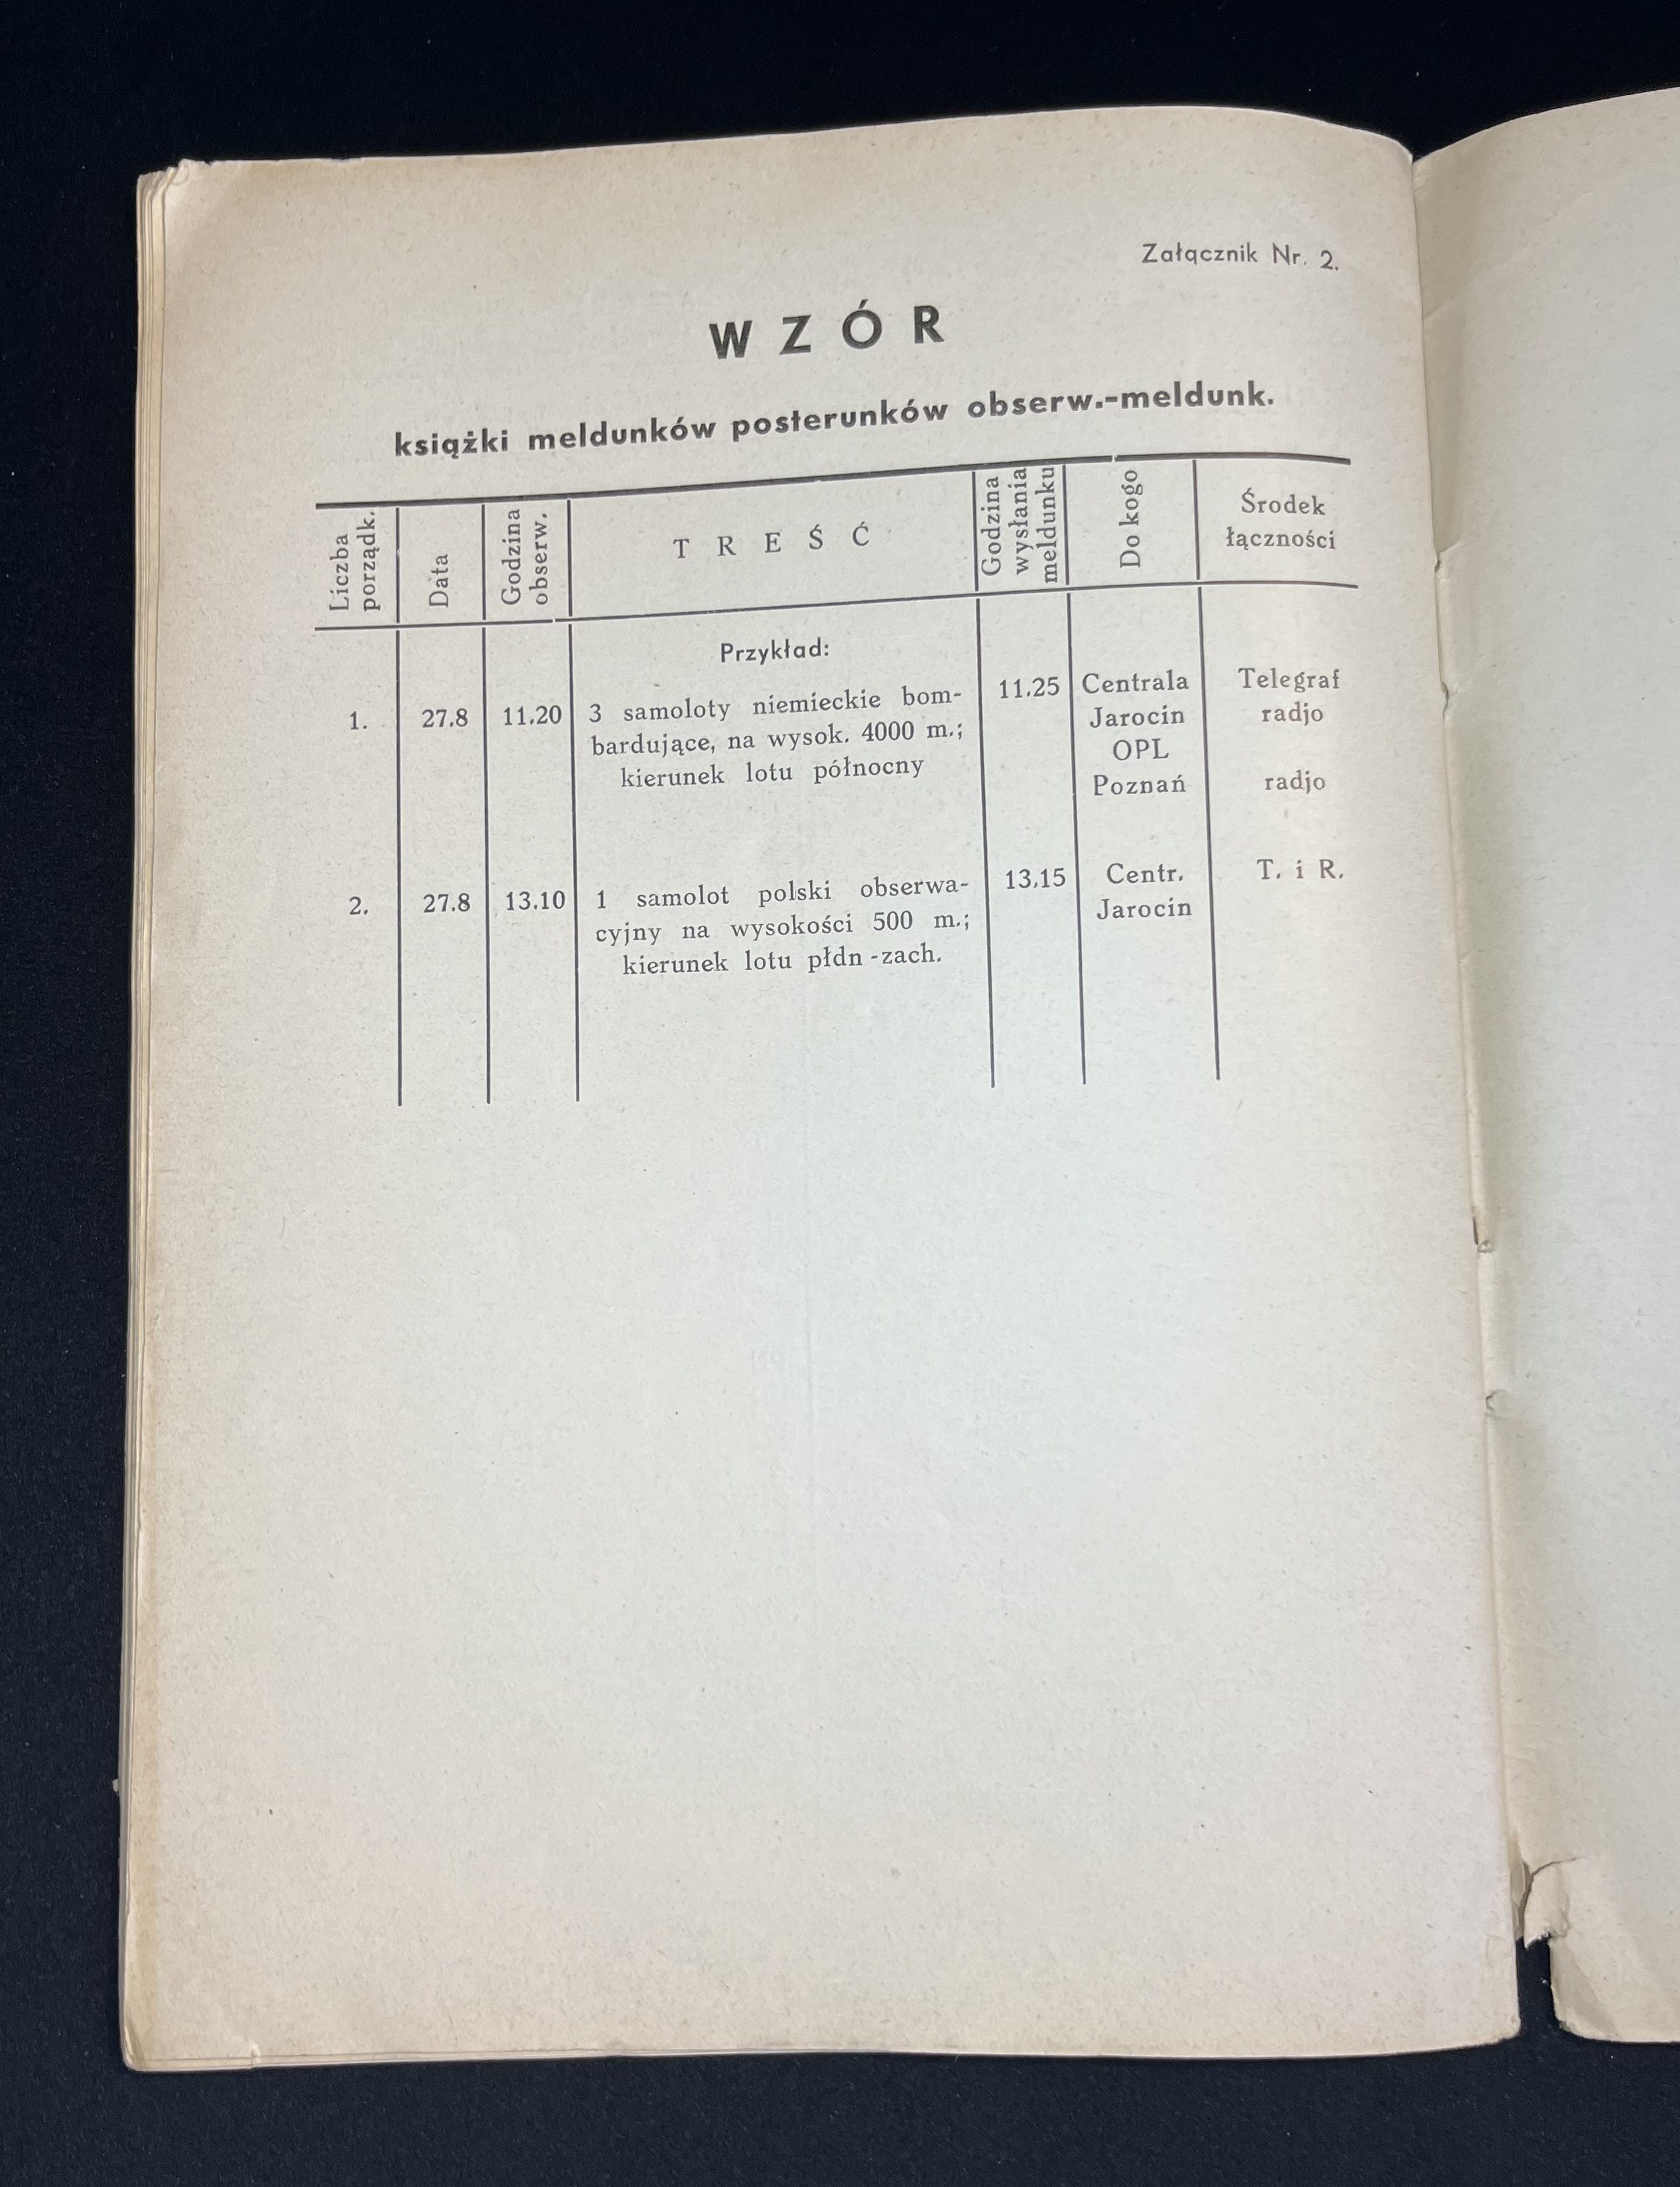 Załącznik Nr. 2.
WZÓR
książki meldunków posterunków obserw.-meldunk.
Liczba porządk. Data Godzina obserw. TREŚĆ Godzina wysłania meldunku Do kogo Środek łączności
Przykład:
1. 27.8 11.20 3 samoloty niemieckie bom- 11.25 Centrala Telegraf
bardujące, na wysok. 4000 m.; Jarocin radjo
kierunek lotu północny OPL
Poznań radjo
2. 27.8 13.10 1 samolot polski obserwa- 13.15 Centr. T. i R.
cyjny na wysokości 500 m.; Jarocin
kierunek lotu płdn -zach.